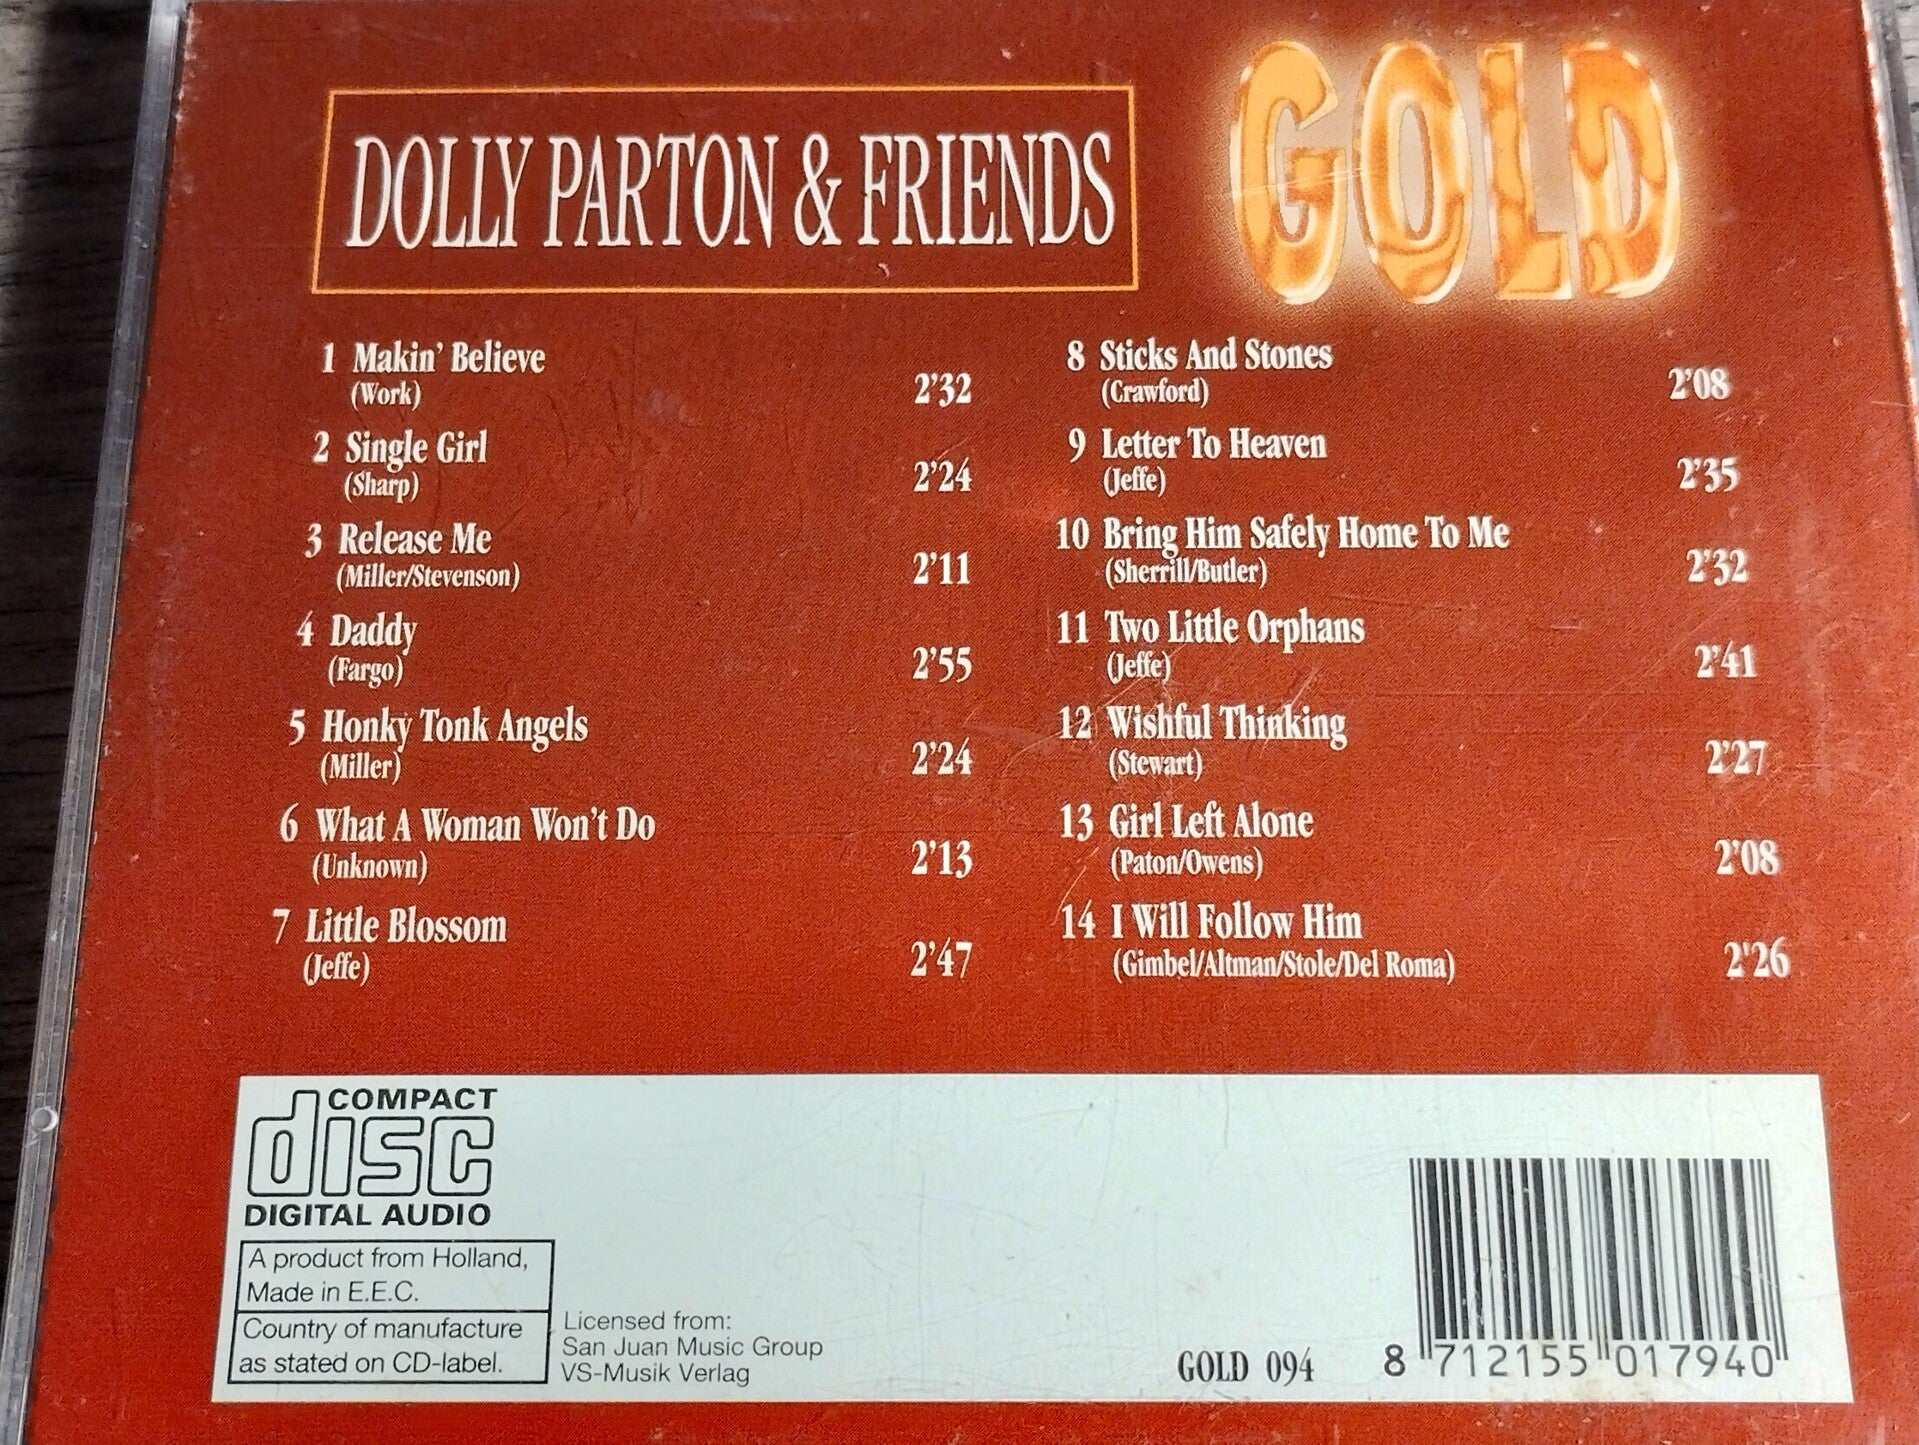 DOLLY PARTON & FRIENDS
GOLD
1 Makin' Believe
(Work) 2'32
2 Single Girl
(Sharp) 2'24
3 Release Me
(Miller/Stevenson) 2'11
4 Daddy
(Fargo) 2'55
5 Honky Tonk Angels
(Miller) 2'24
6 What A Woman Won't Do
(Unknown) 2'13
7 Little Blossom
(Jeffe) 2'47
8 Sticks And Stones
(Crawford) 2'08
9 Letter To Heaven
(Jeffe) 2'35
10 Bring Him Safely Home To Me
(Sherrill/Butler) 2'32
11 Two Little Orphans
(Jeffe) 2'41
12 Wishful Thinking
(Stewart) 2'27
13 Girl Left Alone
(Paton/Owens) 2'08
14 I Will Follow Him
(Gimbel/Altman/Stole/Del Roma) 2'26
COMPACT
disc
DIGITAL AUDIO
A product from Holland,
Made in E.E.C.
Country of manufacture
as stated on CD-label.
Licensed from:
San Juan Music Group
VS-Musik Verlag
GOLD 094
8 712155 017940